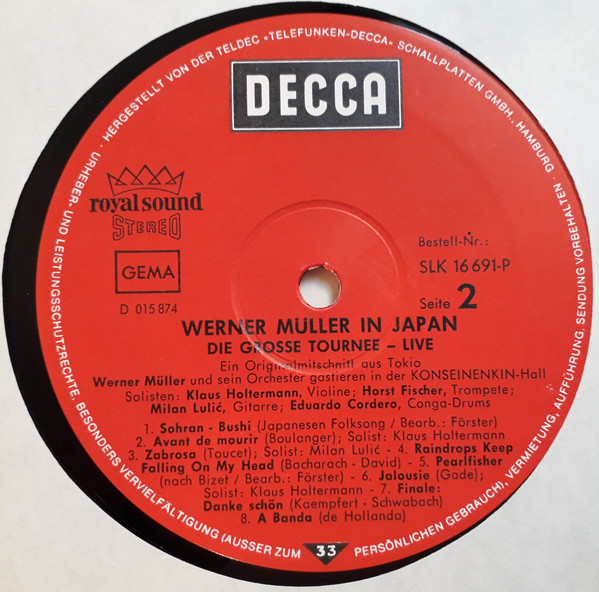 · HERGESTELLT VON DER TELDEC »TELEFUNKEN-DECCA« SCHALLPLATTEN GMBH., HAMBURG · URHEBER- UND LEISTUNGSSCHUTZRECHTE, BESONDERS VERVIELFÄLTIGUNG (AUSSER ZUM PERSÖNLICHEN GEBRAUCH), VERMIETUNG, AUFFÜHRUNG, SENDUNG VORBEHALTEN ·
DECCA
royal sound
STEREO
GEMA
D 015 874
Bestell-Nr.:
SLK 16 691-P
Seite 2
WERNER MÜLLER IN JAPAN
DIE GROSSE TOURNEE – LIVE
Ein Originalmitschnitt aus Tokio
Werner Müller und sein Orchester gastieren in der KONSEINENKIN-Hall
Solisten: Klaus Holtermann, Violine; Horst Fischer, Trompete;
Milan Lulić, Gitarre; Eduardo Cordero, Conga-Drums
1. Sohran - Bushi (Japanesen Folksong / Bearb.: Förster)
2. Avant de mourir (Boulanger); Solist: Klaus Holtermann
3. Zabrosa (Toucet); Solist: Milan Lulić - 4. Raindrops Keep
Falling On My Head (Bacharach - David) - 5. Pearlfisher
(nach Bizet / Bearb.: Förster) - 6. Jalousie (Gade);
Solist: Klaus Holtermann - 7. Finale:
Danke schön (Kaempfert - Schwabach)
8. A Banda (de Hollanda)
33